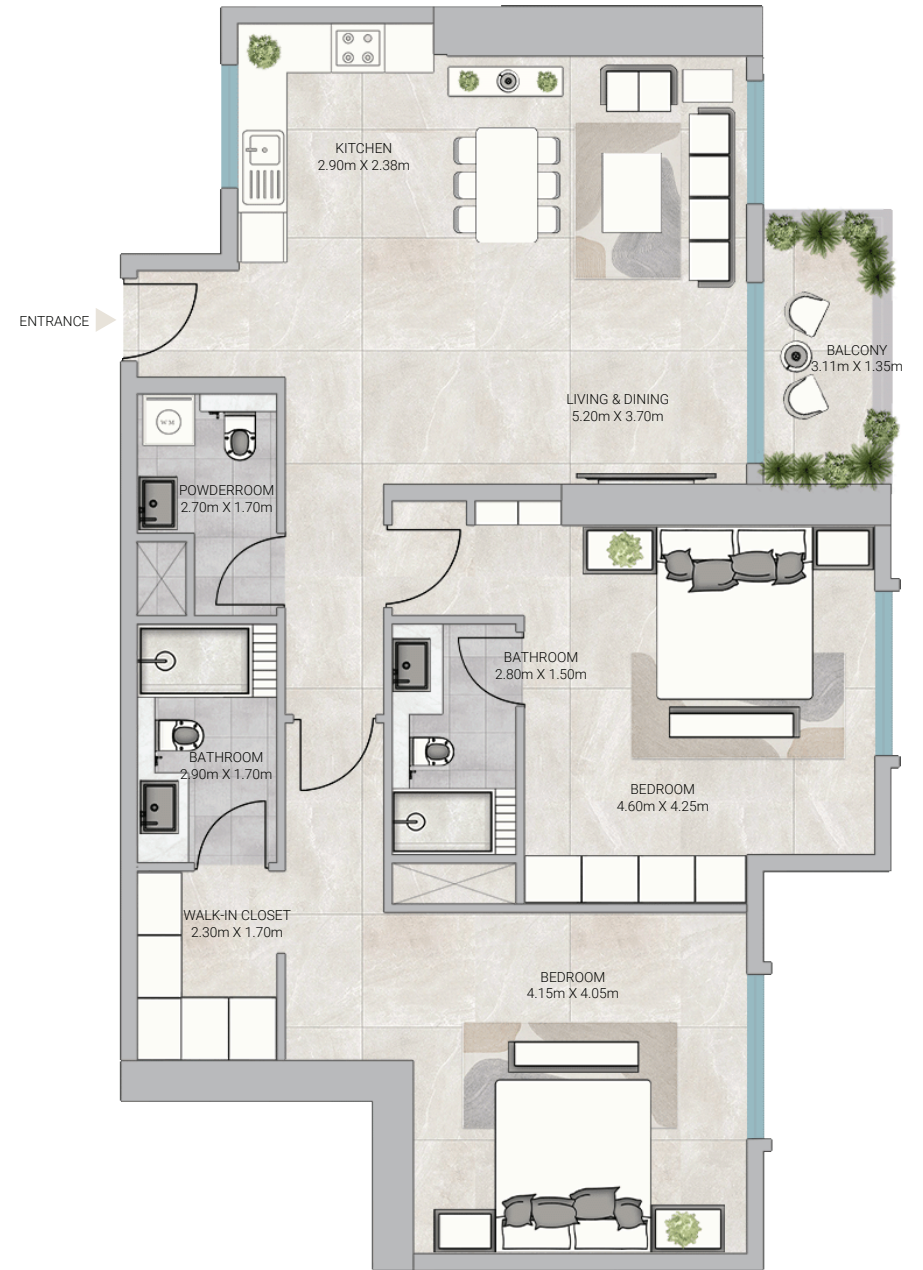 KITCHEN
2.90m X 2.38m
ENTRANCE
BALCONY
3.11m X 1.35m
LIVING & DINING
5.20m X 3.70m
WM
POWDERROOM
2.70m X 1.70m
BATHROOM
2.80m X 1.50m
BATHROOM
2.90m X 1.70m
BEDROOM
4.60m X 4.25m
WALK-IN CLOSET
2.30m X 1.70m
BEDROOM
4.15m X 4.05m